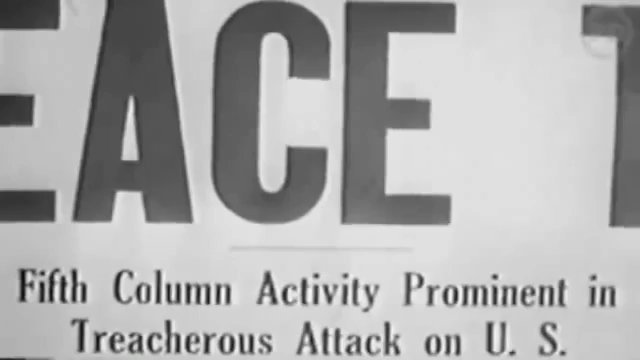 EACE T
Fifth Column Activity Prominent in
Treacherous Attack on U. S.